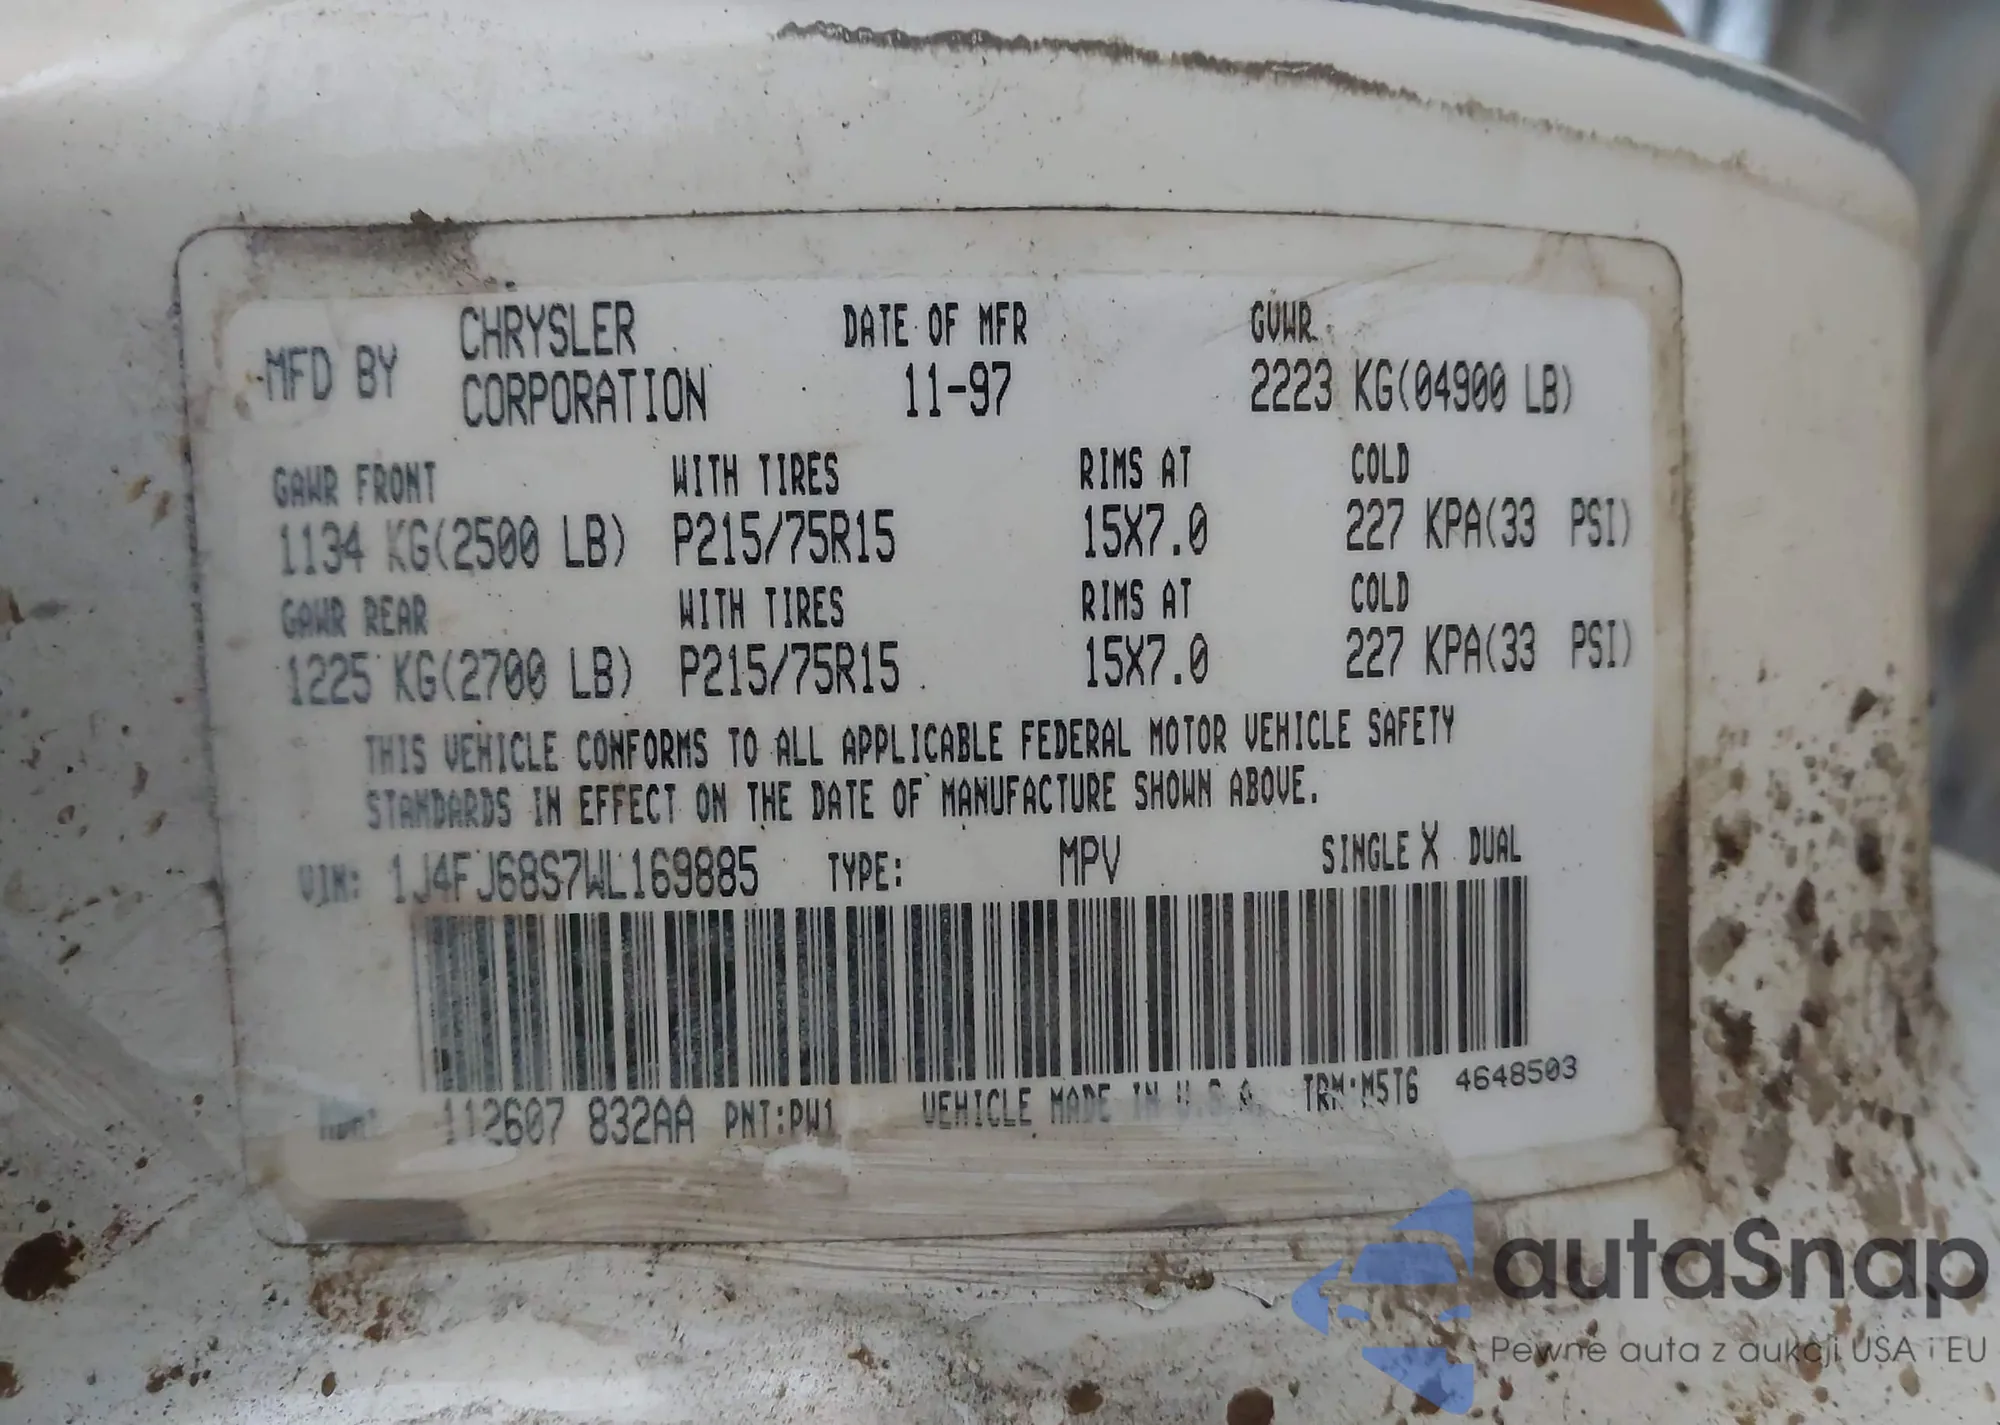 MFD BY CHRYSLER CORPORATION DATE OF MFR 11-97 GVWR 2223 KG(04900 LB)
GAWR FRONT WITH TIRES RIMS AT COLD
1134 KG(2500 LB) P215/75R15 15X7.0 227 KPA(33 PSI)
GAWR REAR WITH TIRES RIMS AT COLD
1225 KG(2700 LB) P215/75R15 15X7.0 227 KPA(33 PSI)
THIS VEHICLE CONFORMS TO ALL APPLICABLE FEDERAL MOTOR VEHICLE SAFETY
STANDARDS IN EFFECT ON THE DATE OF MANUFACTURE SHOWN ABOVE.
VIN: 1J4FJ68S7WL169885 TYPE: MPV SINGLE X DUAL
MDH: 112607 832AA PNT:PW1 VEHICLE MADE IN U.S.A. TRM:M5T6 4648503
autaSnap
Pewne auta z aukcji USA i EU